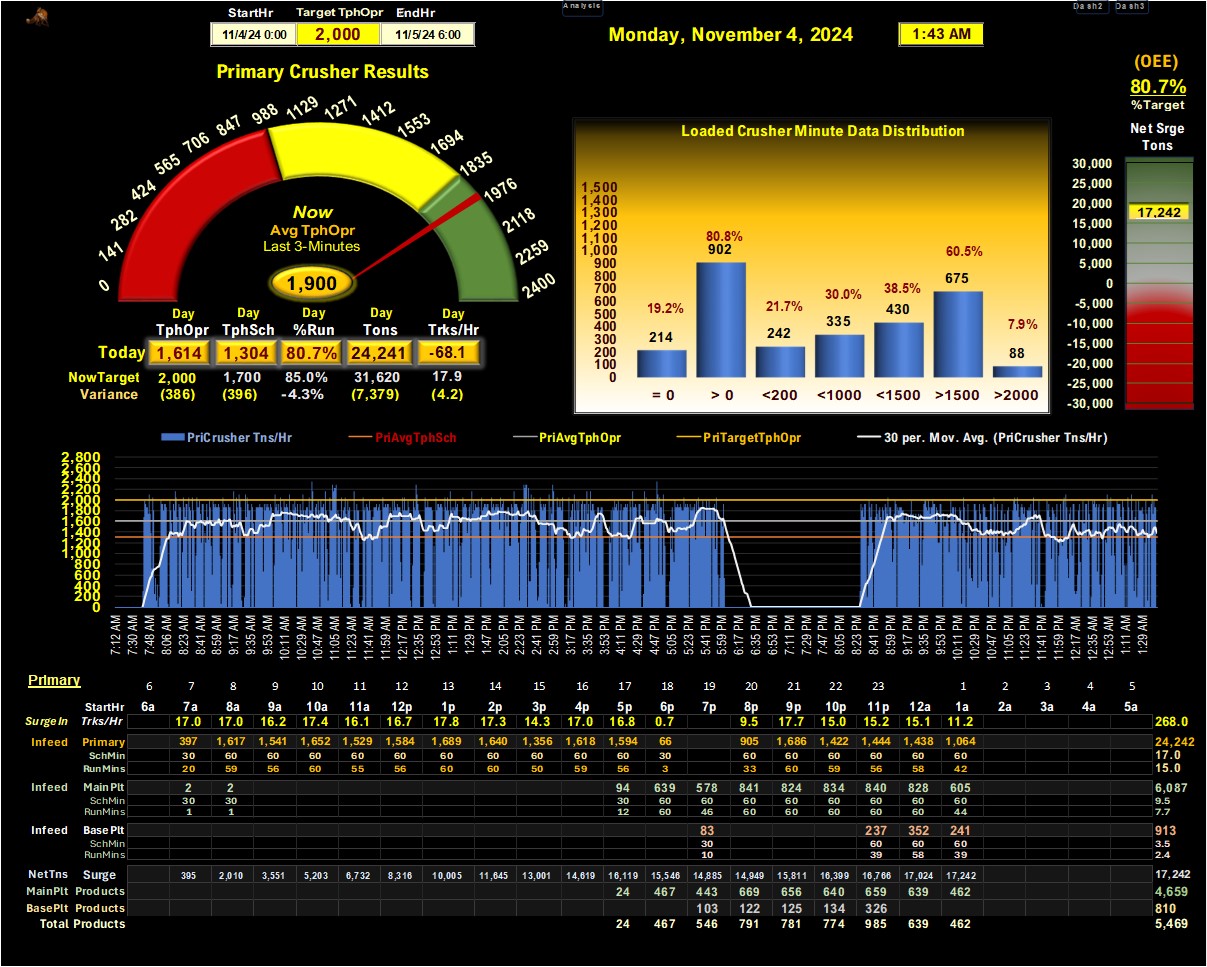 Analysis Dash2 Dash3
StartHr Target TphOpr EndHr
11/4/24 0:00 2,000 11/5/24 6:00
Monday, November 4, 2024 1:43 AM
(OEE)
80.7%
%Target
Net Srge
Tons
30,000
25,000
20,000
17,242
15,000
10,000
5,000
0
-5,000
-10,000
-15,000
-20,000
-25,000
-30,000
Primary Crusher Results
0 141 282 424 565 706 847 988 1129 1271 1412 1553 1694 1835 1976 2118 2259 2400
Now
Avg TphOpr
Last 3-Minutes
1,900
Day Day Day Day Day
TphOpr TphSch %Run Tons Trks/Hr
Today 1,614 1,304 80.7% 24,241 -68.1
NowTarget 2,000 1,700 85.0% 31,620 17.9
Variance (386) (396) -4.3% (7,379) (4.2)
Loaded Crusher Minute Data Distribution
1,500
1,400
1,300
1,200
1,100
1,000
900
800
700
600
500
400
300
200
100
0
19.2% 80.8% 21.7% 30.0% 38.5% 60.5% 7.9%
214 902 242 335 430 675 88
= 0 > 0 <200 <1000 <1500 >1500 >2000
PriCrusher Tns/Hr PriAvgTphSch PriAvgTphOpr PriTargetTphOpr 30 per. Mov. Avg. (PriCrusher Tns/Hr)
2,800
2,600
2,400
2,200
2,000
1,800
1,600
1,400
1,200
1,000
800
600
400
200
0
7:12 AM 7:30 AM 7:48 AM 8:06 AM 8:23 AM 8:41 AM 8:59 AM 9:17 AM 9:35 AM 9:53 AM 10:11 AM 10:29 AM 10:47 AM 11:05 AM 11:23 AM 11:41 AM 11:59 AM 12:17 PM 12:35 PM 12:53 PM 1:11 PM 1:29 PM 1:47 PM 2:05 PM 2:23 PM 2:41 PM 2:59 PM 3:17 PM 3:35 PM 3:53 PM 4:11 PM 4:29 PM 4:47 PM 5:05 PM 5:23 PM 5:41 PM 5:59 PM 6:17 PM 6:35 PM 6:53 PM 7:11 PM 7:29 PM 7:47 PM 8:05 PM 8:23 PM 8:41 PM 8:59 PM 9:17 PM 9:35 PM 9:53 PM 10:11 PM 10:29 PM 10:47 PM 11:05 PM 11:23 PM 11:41 PM 11:59 PM 12:17 AM 12:35 AM 12:53 AM 1:11 AM 1:29 AM
Primary 6 7 8 9 10 11 12 13 14 15 16 17 18 19 20 21 22 23 1 2 3 4 5
StartHr 6a 7a 8a 9a 10a 11a 12p 1p 2p 3p 4p 5p 6p 7p 8p 9p 10p 11p 12a 1a 2a 3a 4a 5a
SurgeIn Trks/Hr 17.0 17.0 16.2 17.4 16.1 16.7 17.8 17.3 14.3 17.0 16.8 0.7 9.5 17.7 15.0 15.2 15.1 11.2 268.0
Infeed Primary 397 1,617 1,541 1,652 1,529 1,584 1,689 1,640 1,356 1,618 1,594 66 905 1,686 1,422 1,444 1,438 1,064 24,242
SchMin 30 60 60 60 60 60 60 60 60 60 60 30 60 60 60 60 60 60 17.0
RunMins 20 59 56 60 55 56 60 60 50 59 56 3 33 60 59 56 58 42 15.0
Infeed MainPlt 2 2 94 639 578 841 824 834 840 828 605 6,087
SchMin 30 30 30 60 60 60 60 60 60 60 60 9.5
RunMins 1 1 12 60 46 60 60 60 60 60 44 7.7
Infeed Base Plt 83 237 352 241 913
SchMin 30 60 60 60 3.5
RunMins 10 39 58 39 2.4
NetTns Surge 395 2,010 3,551 5,203 6,732 8,316 10,005 11,645 13,001 14,619 16,119 15,546 14,885 14,949 15,811 16,399 16,766 17,024 17,242 17,242
MainPlt Products 24 467 443 669 656 640 659 639 462 4,659
BasePlt Products 103 122 125 134 326 810
Total Products 24 467 546 791 781 774 985 639 462 5,469